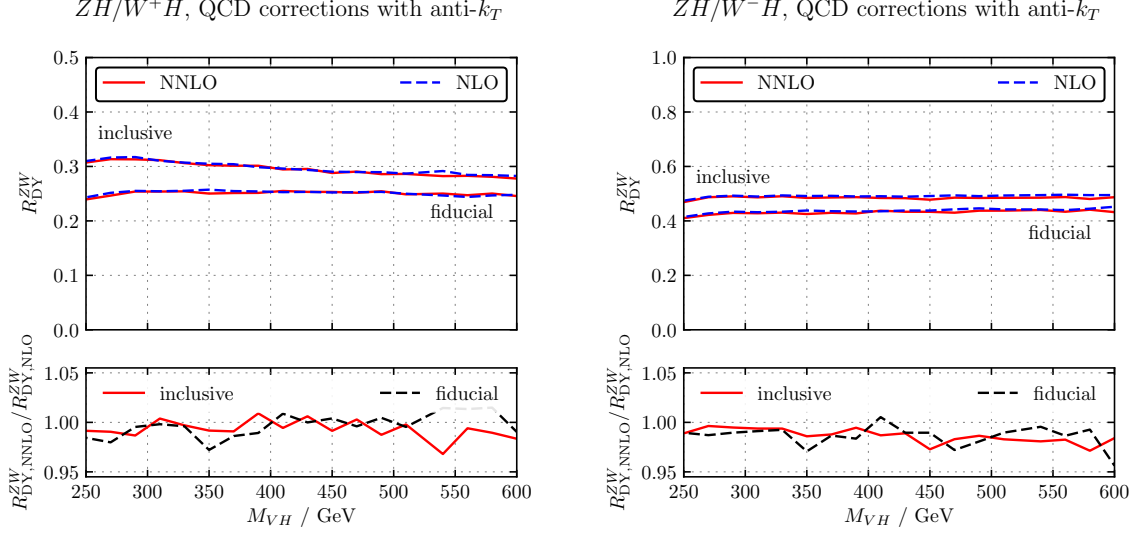 ZH/W⁺H, QCD corrections with anti-k_T
0.5
0.4
0.3
0.2
0.1
0.0
R^{ZW}_{DY}
NNLO
NLO
inclusive
fiducial
1.05
1.00
0.95
R^{ZW}_{DY,NNLO}/R^{ZW}_{DY,NLO}
inclusive
fiducial
250 300 350 400 450 500 550 600
M_{VH} / GeV
ZH/W⁻H, QCD corrections with anti-k_T
1.0
0.8
0.6
0.4
0.2
0.0
R^{ZW}_{DY}
NNLO
NLO
inclusive
fiducial
1.05
1.00
0.95
R^{ZW}_{DY,NNLO}/R^{ZW}_{DY,NLO}
inclusive
fiducial
250 300 350 400 450 500 550 600
M_{VH} / GeV